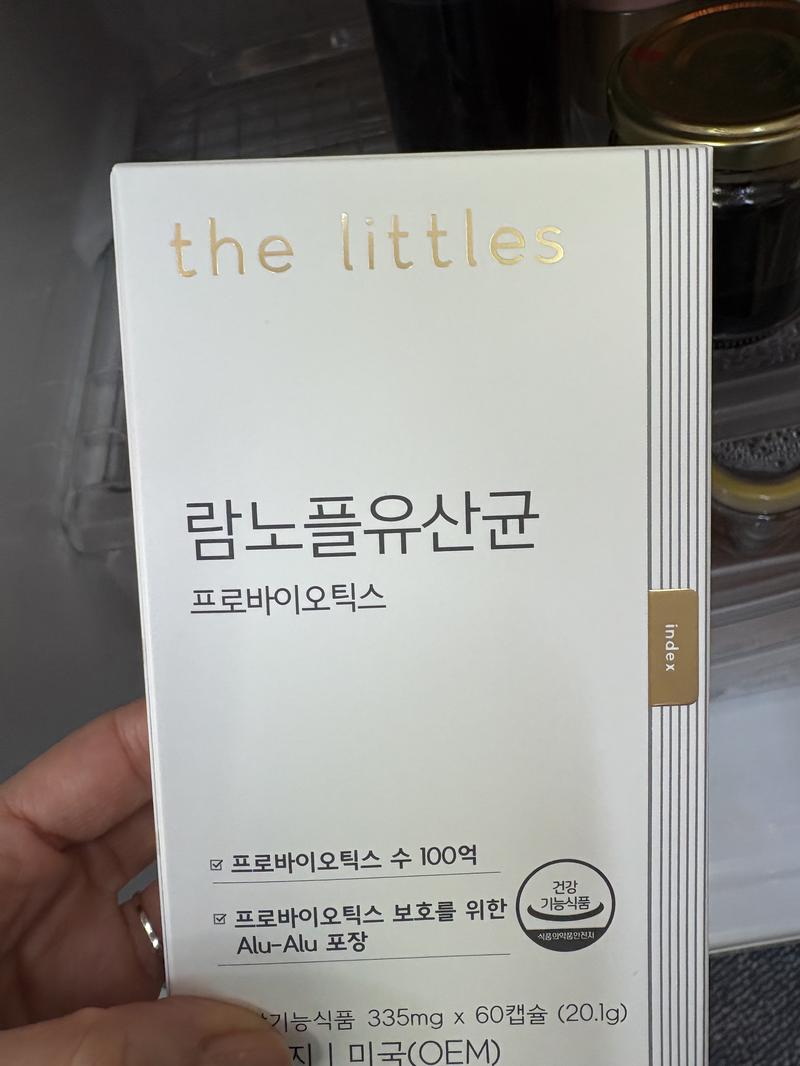 the littles
람노플유산균
프로바이오틱스
index
프로바이오틱스 수 100억
프로바이오틱스 보호를 위한
Alu-Alu 포장
건강
기능식품
식품의약품안전처
기능식품 335mg x 60캡슐 (20.1g)
지 | 미국(OEM)